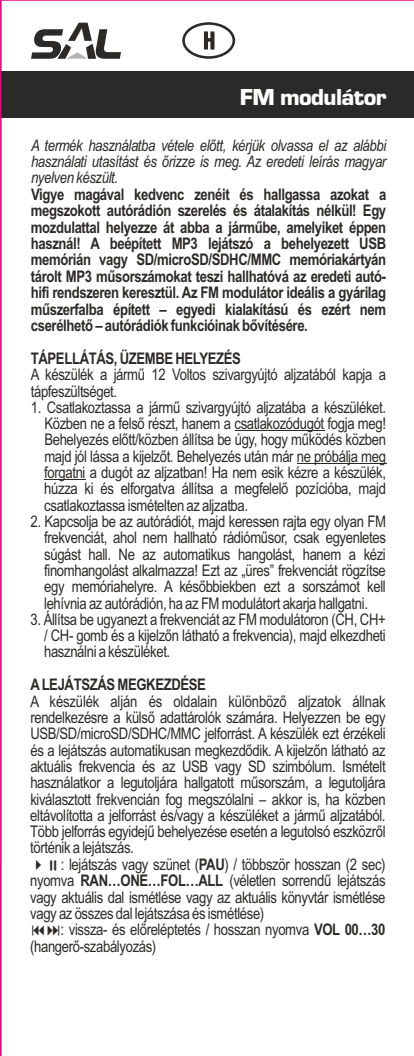 SAL
H
FM modulátor
A termék használatba vétele előtt, kérjük olvassa el az alábbi
használati utasítást és őrizze is meg. Az eredeti leírás magyar
nyelven készült.
Vigye magával kedvenc zenéit és hallgassa azokat a
megszokott autórádión szerelés és átalakítás nélkül! Egy
mozdulattal helyezze át abba a járműbe, amelyiket éppen
használ! A beépített MP3 lejátszó a behelyezett USB
memórián vagy SD/microSD/SDHC/MMC memóriakártyán
tárolt MP3 műsorszámokat teszi hallhatóvá az eredeti autó-
hifi rendszeren keresztül. Az FM modulátor ideális a gyárilag
műszerfalba épített – egyedi kialakítású és ezért nem
cserélhető – autórádiók funkcióinak bővítésére.
TÁPELLÁTÁS, ÜZEMBE HELYEZÉS
A készülék a jármű 12 Voltos szivargyújtó aljzatából kapja a
tápfeszültséget.
1. Csatlakoztassa a jármű szivargyújtó aljzatába a készüléket.
Közben ne a felső részt, hanem a csatlakozódugót fogja meg!
Behelyezés előtt/közben állítsa be úgy, hogy működés közben
majd jól lássa a kijelzőt. Behelyezés után már ne próbálja meg
forgatni a dugót az aljzatban! Ha nem esik kézre a készülék,
húzza ki és elforgatva állítsa a megfelelő pozícióba, majd
csatlakoztassa ismételten az aljzatba.
2. Kapcsolja be az autórádiót, majd keressen rajta egy olyan FM
frekvenciát, ahol nem hallható rádióműsor, csak egyenletes
súgást hall. Ne az automatikus hangolást, hanem a kézi
finomhangolást alkalmazza! Ezt az „üres” frekvenciát rögzítse
egy memóriahelyre. A későbbiekben ezt a sorszámot kell
lehívnia az autórádión, ha az FM modulátort akarja hallgatni.
3. Állítsa be ugyanezt a frekvenciát az FM modulátoron (CH, CH+
/ CH- gomb és a kijelzőn látható a frekvencia), majd elkezdheti
használni a készüléket.
A LEJÁTSZÁS MEGKEZDÉSE
A készülék alján és oldalain különböző aljzatok állnak
rendelkezésre a külső adattárolók számára. Helyezzen be egy
USB/SD/microSD/SDHC/MMC jelforrást. A készülék ezt érzékeli
és a lejátszás automatikusan megkezdődik. A kijelzőn látható az
aktuális frekvencia és az USB vagy SD szimbólum. Ismételt
használatkor a legutoljára hallgatott műsorszám, a legutoljára
kiválasztott frekvencián fog megszólalni – akkor is, ha közben
eltávolította a jelforrást és/vagy a készüléket a jármű aljzatából.
Több jelforrás egyidejű behelyezése esetén a legutolsó eszközről
történik a lejátszás.
⏵ ⏸ : lejátszás vagy szünet (PAU) / többször hosszan (2 sec)
nyomva RAN…ONE…FOL…ALL (véletlen sorrendű lejátszás
vagy aktuális dal ismétlése vagy az aktuális könyvtár ismétlése
vagy az összes dal lejátszása és ismétlése)
⏮⏭: vissza- és előreléptetés / hosszan nyomva VOL 00…30
(hangerő-szabályozás)